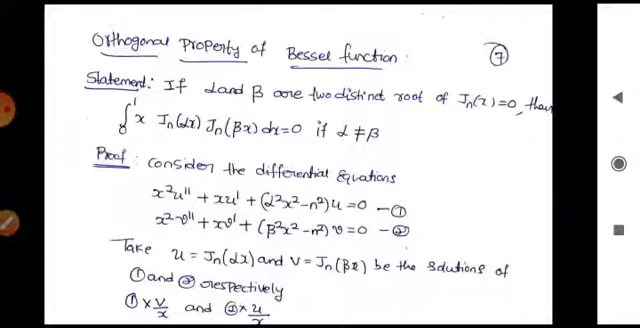 Orthogonal Property of Bessel function.
⑦
Statement: If α and β are two distinct root of Jn(x)=0, then
∫₀¹ x Jn(αx) Jn(βx) dx = 0 if α ≠ β
Proof: Consider the differential Equations
x²u'' + xu' + (α²x² - n²)u = 0 - ①
x²v'' + xv' + (β²x² - n²)v = 0 - ②
Take u = Jn(αx) and V = Jn(βx) be the solutions of
① and ② respectively
① × v/x and ② × u/x